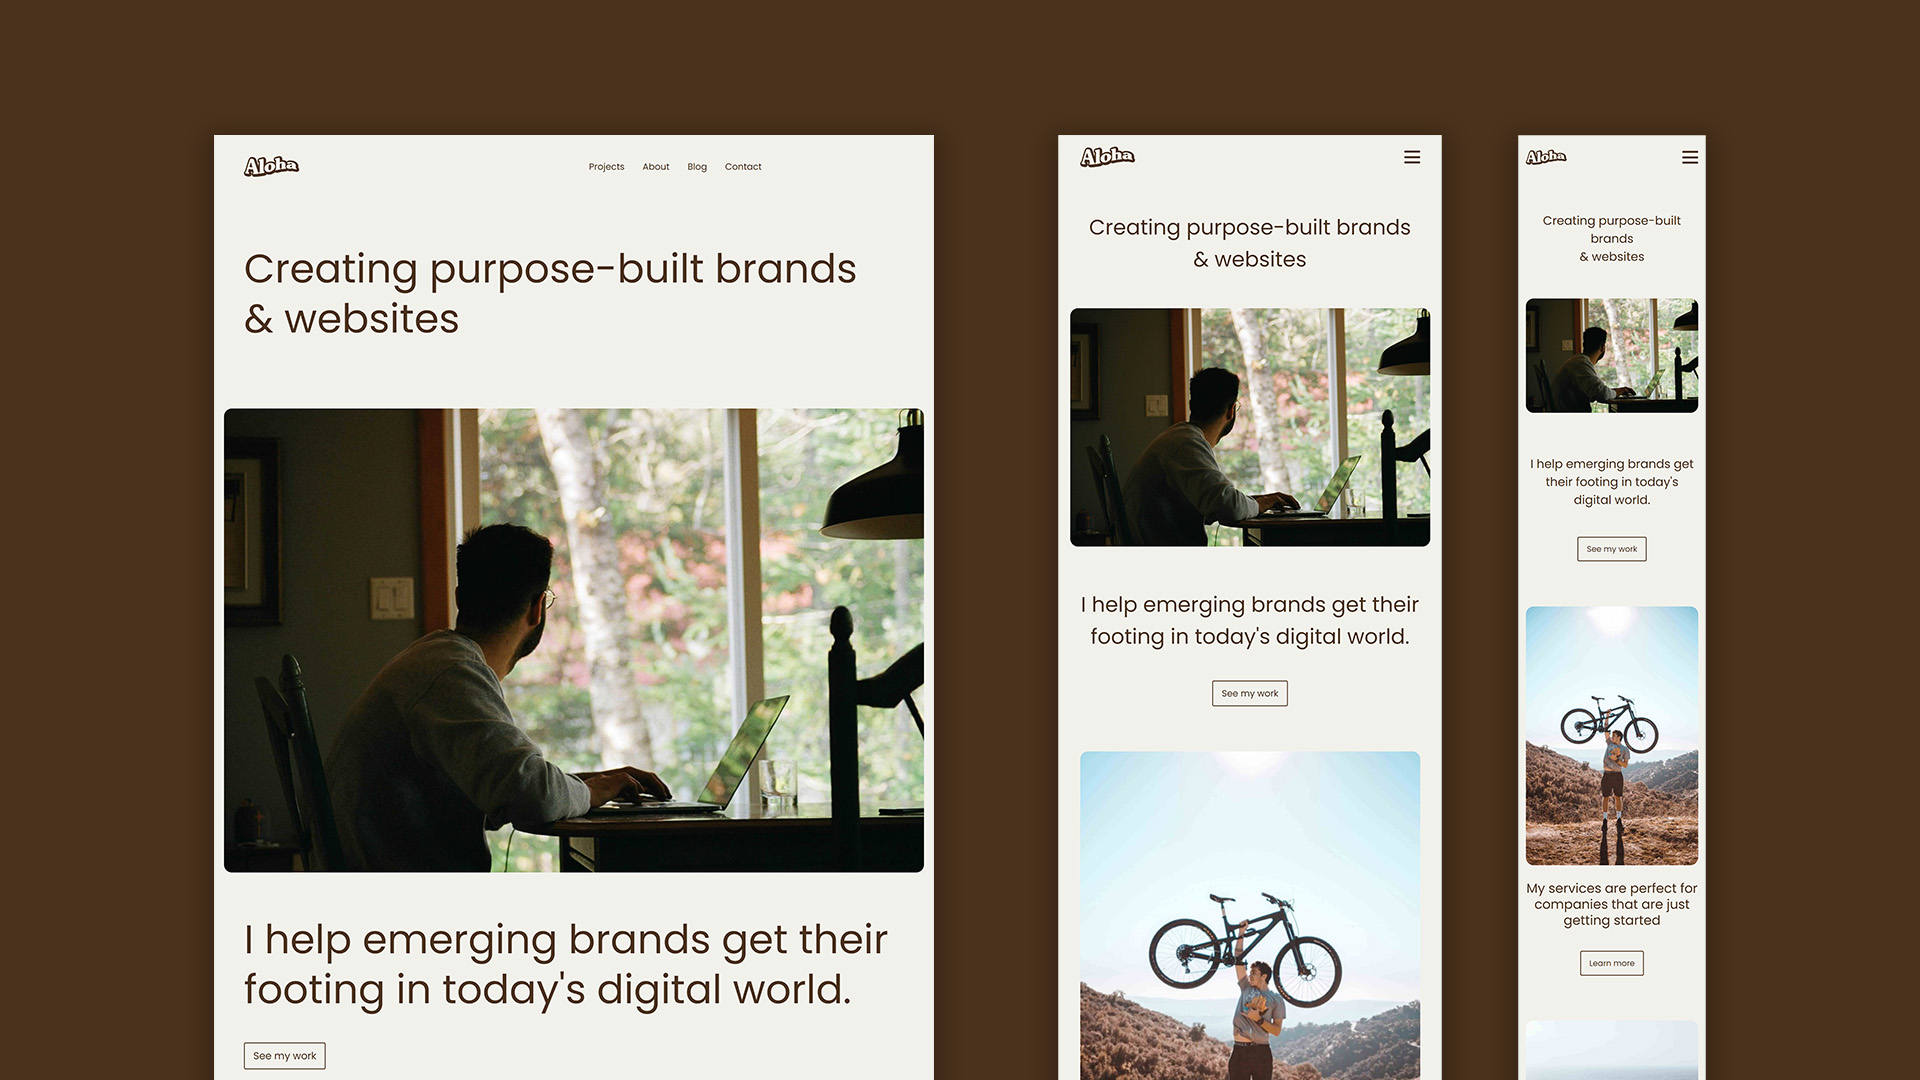 Aloha
Projects About Blog Contact
Creating purpose-built brands
& websites
I help emerging brands get their
footing in today's digital world.
See my work
Aloha
Creating purpose-built brands
& websites
I help emerging brands get their
footing in today's digital world.
See my work
Aloha
Creating purpose-built
brands
& websites
I help emerging brands get
their footing in today's
digital world.
See my work
My services are perfect for
companies that are just
getting started
Learn more